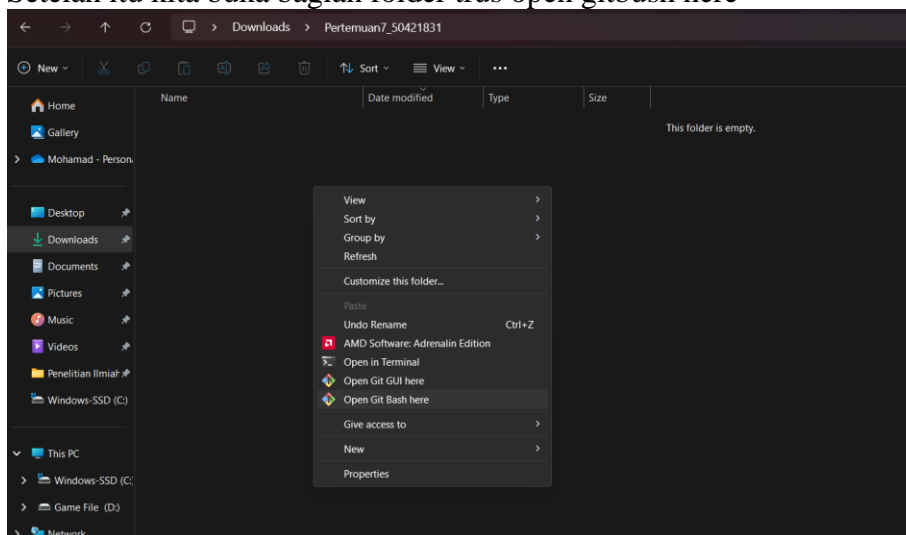 Setelah itu kita buka bagian folder trus open gitbush here
Downloads > Pertemuan7_50421831
New
Sort
View
Name
Date modified
Type
Size
This folder is empty.
Home
Gallery
Mohamad - Persona
Desktop
Downloads
Documents
Pictures
Music
Videos
Penelitian Ilmiah
Windows-SSD (C:)
This PC
Windows-SSD (C:
Game File (D:)
Network
View
Sort by
Group by
Refresh
Customize this folder...
Paste
Undo Rename Ctrl+Z
AMD Software: Adrenalin Edition
Open in Terminal
Open Git GUI here
Open Git Bash here
Give access to
New
Properties